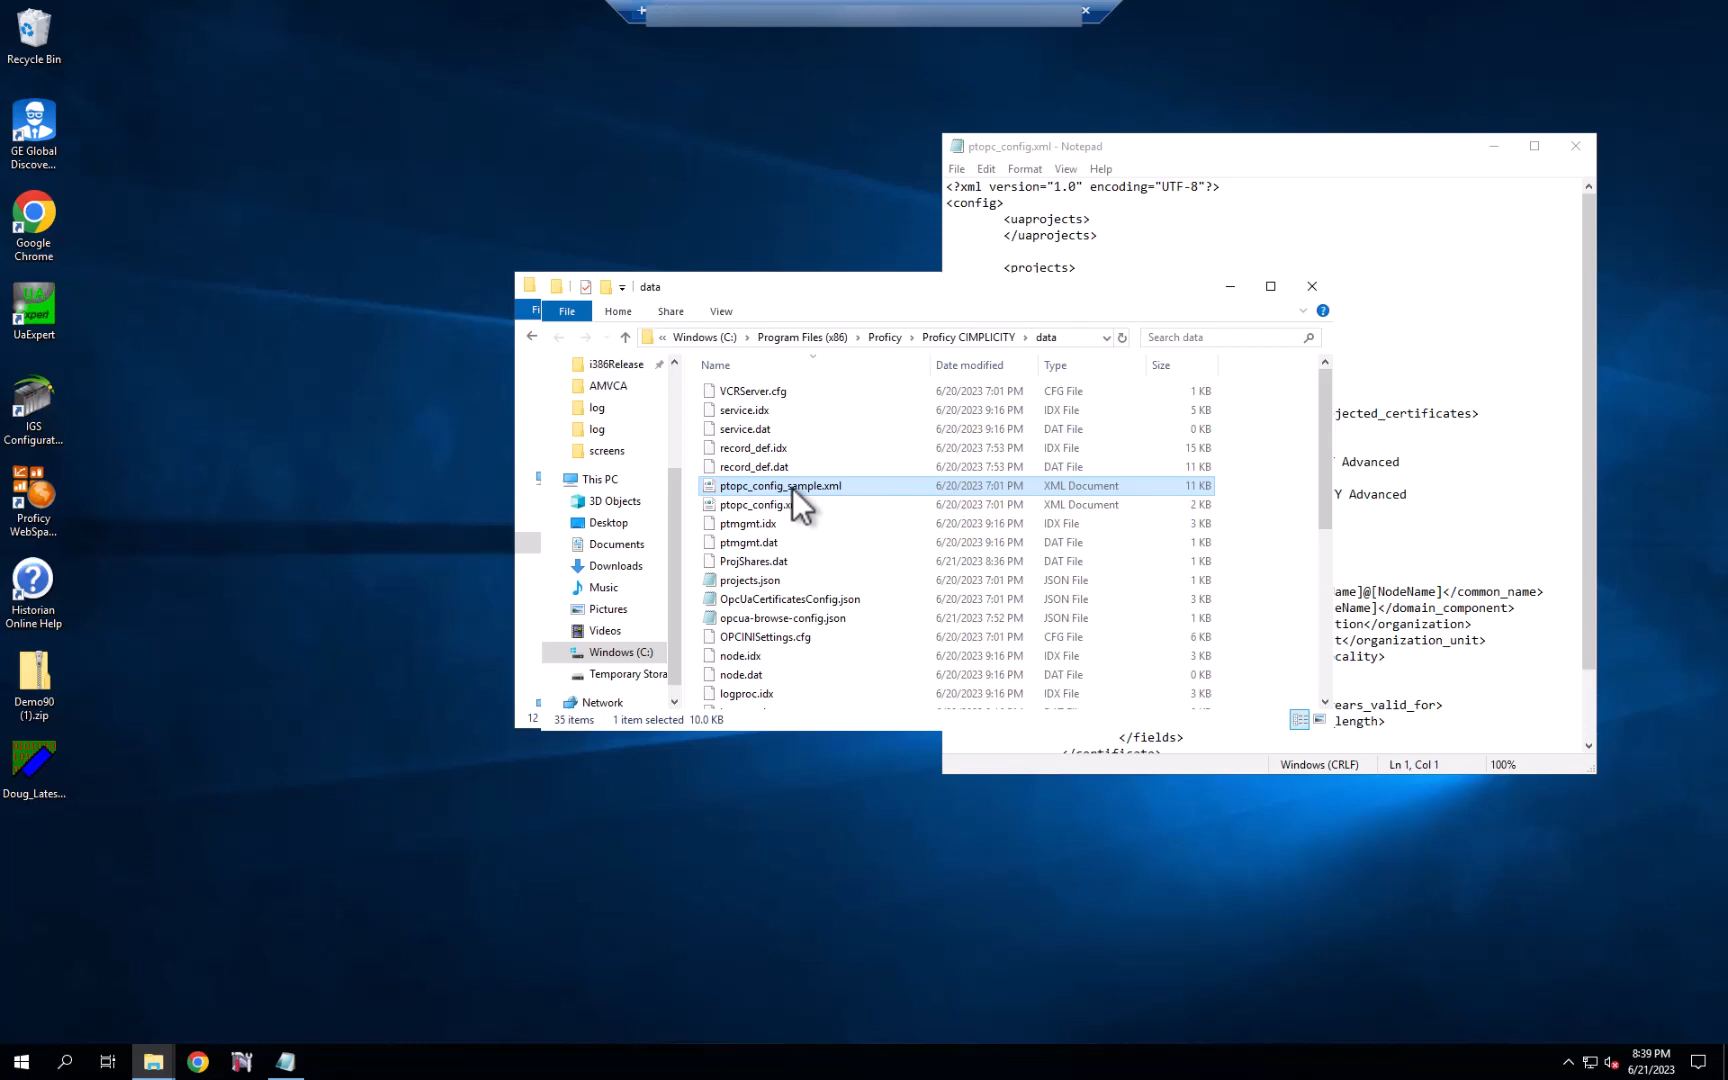 Recycle Bin
GE Global
Discove...
Google
Chrome
UaExpert
IGS
Configurat...
Proficy
WebSpa...
Historian
Online Help
Demo90
(1).zip
Doug_Lates...
ptopc_config.xml - Notepad
File Edit Format View Help
<?xml version="1.0" encoding="UTF-8"?>
<config>
<uaprojects>
</uaprojects>
<projects>
jected_certificates>
Advanced
Y Advanced
ame]@[NodeName]</common_name>
eName]</domain_component>
tion</organization>
t</organization_unit>
cality>
ears_valid_for>
_length>
</fields>
</certificate>
Windows (CRLF) Ln 1, Col 1 100%
data
Fi File Home Share View
« Windows (C:) › Program Files (x86) › Proficy › Proficy CIMPLICITY › data
Search data
i386Release
AMVCA
log
log
screens
This PC
3D Objects
Desktop
Documents
Downloads
Music
Pictures
Videos
Windows (C:)
Temporary Stora
Network
Name Date modified Type Size
VCRServer.cfg 6/20/2023 7:01 PM CFG File 1 KB
service.idx 6/20/2023 9:16 PM IDX File 5 KB
service.dat 6/20/2023 9:16 PM DAT File 0 KB
record_def.idx 6/20/2023 7:53 PM IDX File 15 KB
record_def.dat 6/20/2023 7:53 PM DAT File 11 KB
ptopc_config_sample.xml 6/20/2023 7:01 PM XML Document 11 KB
ptopc_config.x 6/20/2023 7:01 PM XML Document 2 KB
ptmgmt.idx 6/20/2023 9:16 PM IDX File 3 KB
ptmgmt.dat 6/20/2023 9:16 PM DAT File 1 KB
ProjShares.dat 6/21/2023 8:36 PM DAT File 1 KB
projects.json 6/20/2023 7:01 PM JSON File 1 KB
OpcUaCertificatesConfig.json 6/20/2023 7:01 PM JSON File 3 KB
opcua-browse-config.json 6/21/2023 7:52 PM JSON File 1 KB
OPCINISettings.cfg 6/20/2023 7:01 PM CFG File 6 KB
node.idx 6/20/2023 9:16 PM IDX File 3 KB
node.dat 6/20/2023 9:16 PM DAT File 0 KB
logproc.idx 6/20/2023 9:16 PM IDX File 3 KB
12 35 items 1 item selected 10.0 KB
8:39 PM
6/21/2023